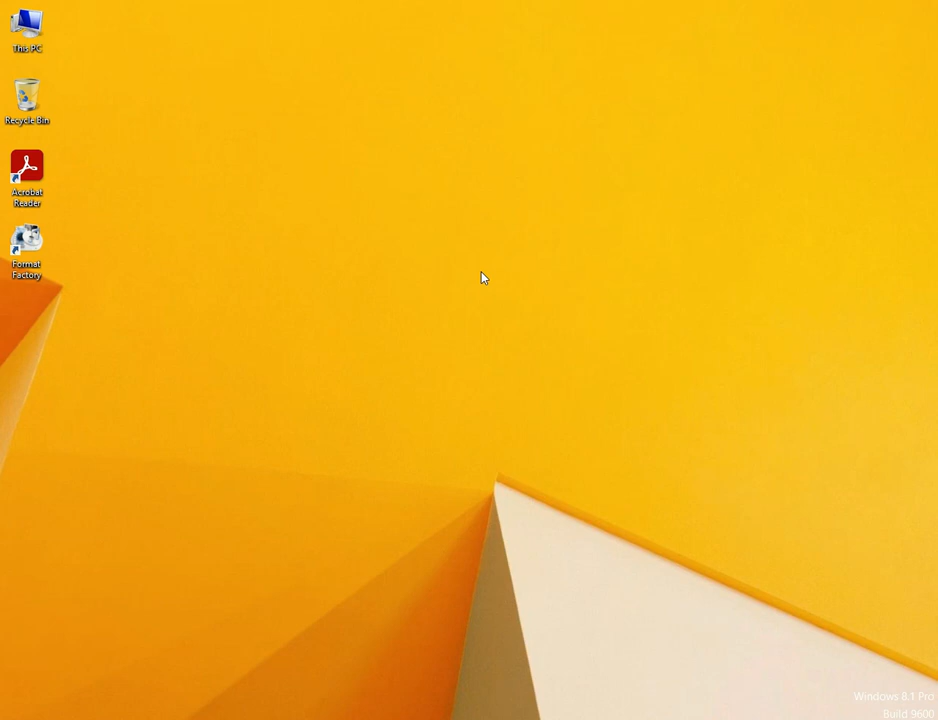 This PC
Recycle Bin
Acrobat
Reader
Format
Factory
Windows 8.1 Pro
Build 9600